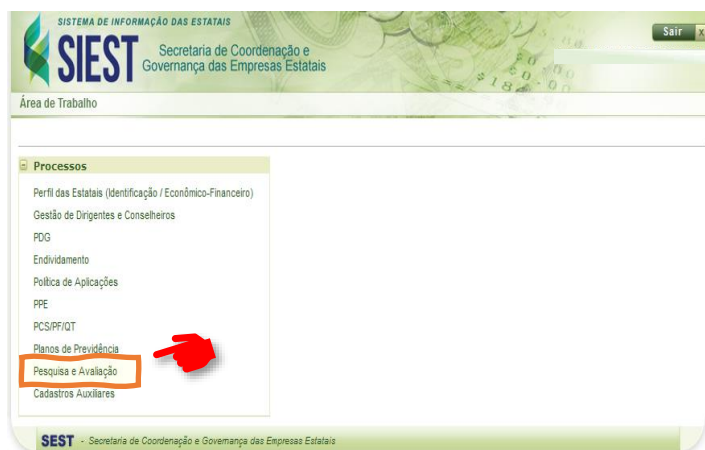 SISTEMA DE INFORMAÇÃO DAS ESTATAIS
Sair x
SIEST
Secretaria de Coordenação e
Governança das Empresas Estatais
Área de Trabalho
Processos
Perfil das Estatais (Identificação / Econômico-Financeiro)
Gestão de Dirigentes e Conselheiros
PDG
Endividamento
Política de Aplicações
PPE
PCS/PF/QT
Planos de Previdência
Pesquisa e Avaliação
Cadastros Auxiliares
SEST - Secretaria de Coordenação e Governança das Empresas Estatais